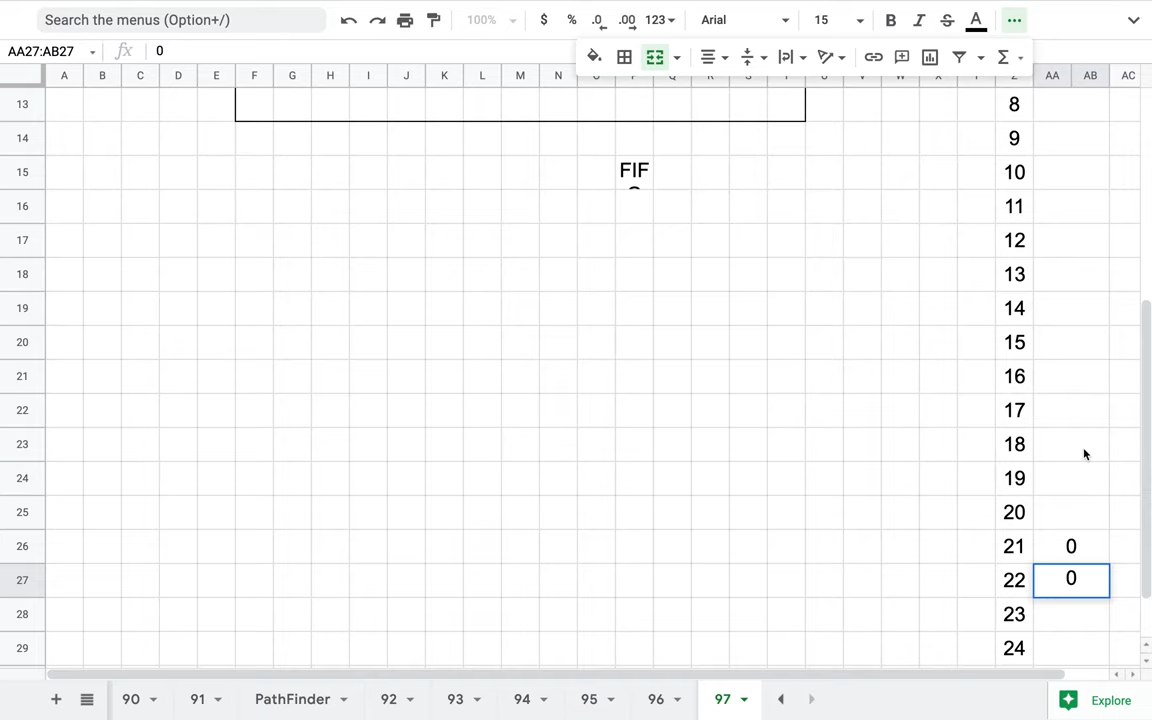 Search the menus (Option+/)
100%
$ % .0 .00 123
Arial
15
B I S A
AA27:AB27
fx 0
A B C D E F G H I J K L M N
Z AA AB AC
13 8
14 9
15 FIF 10
16 11
17 12
18 13
19 14
20 15
21 16
22 17
23 18
24 19
25 20
26 21 0
27 22 0
28 23
29 24
90 91 PathFinder 92 93 94 95 96 97
Explore